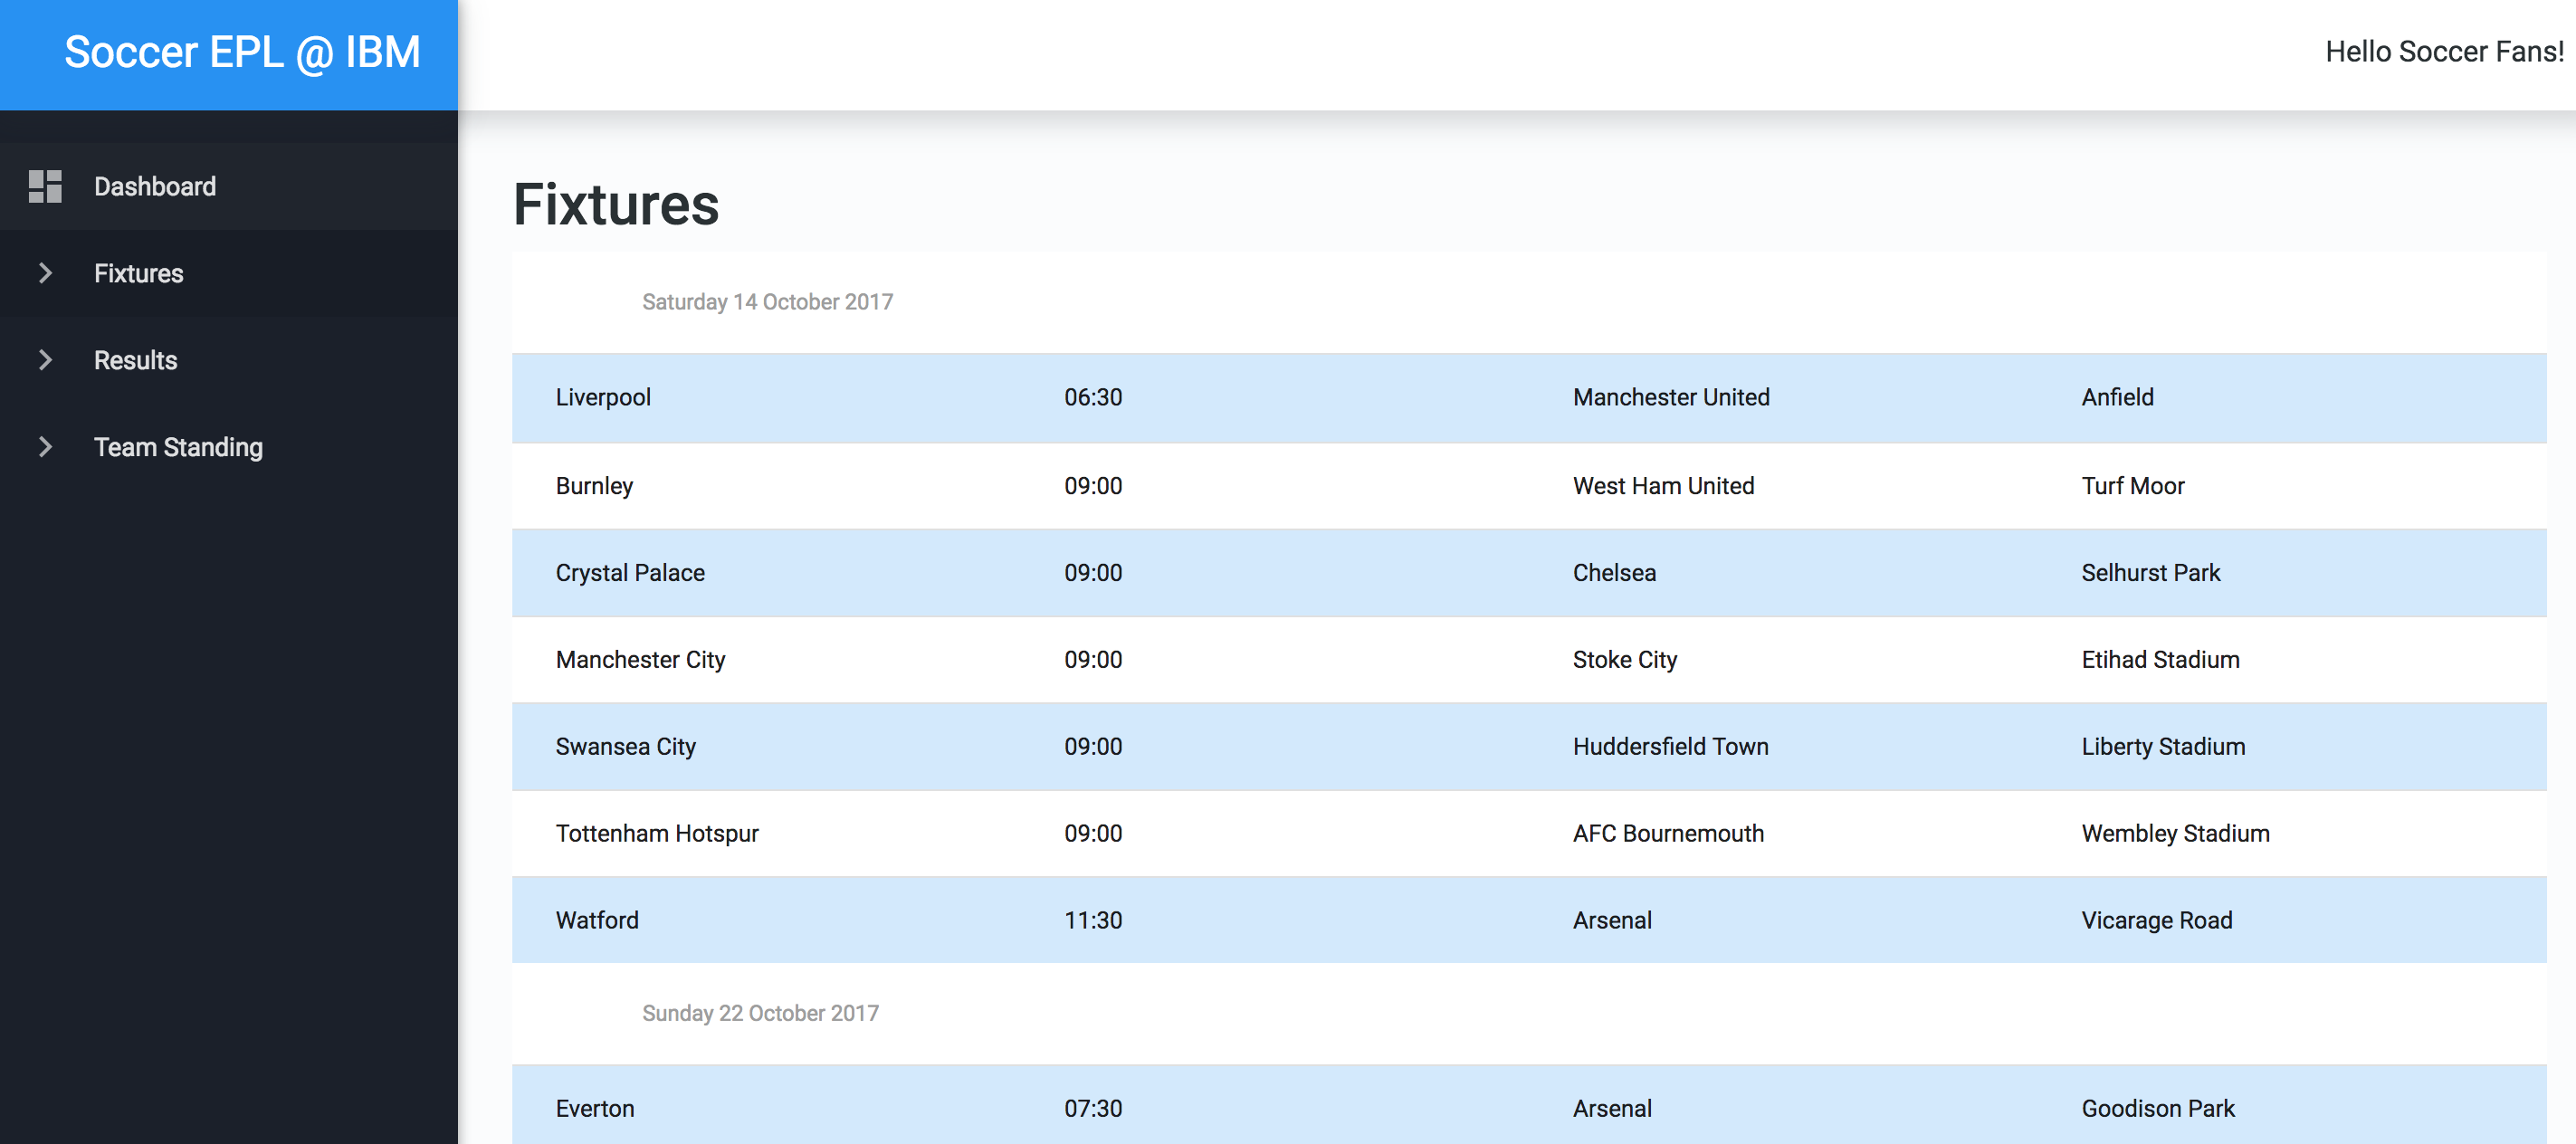 Soccer EPL @ IBM
Hello Soccer Fans!
Dashboard
Fixtures
Results
Team Standing
Fixtures
Saturday 14 October 2017
Liverpool 06:30 Manchester United Anfield
Burnley 09:00 West Ham United Turf Moor
Crystal Palace 09:00 Chelsea Selhurst Park
Manchester City 09:00 Stoke City Etihad Stadium
Swansea City 09:00 Huddersfield Town Liberty Stadium
Tottenham Hotspur 09:00 AFC Bournemouth Wembley Stadium
Watford 11:30 Arsenal Vicarage Road
Sunday 22 October 2017
Everton 07:30 Arsenal Goodison Park